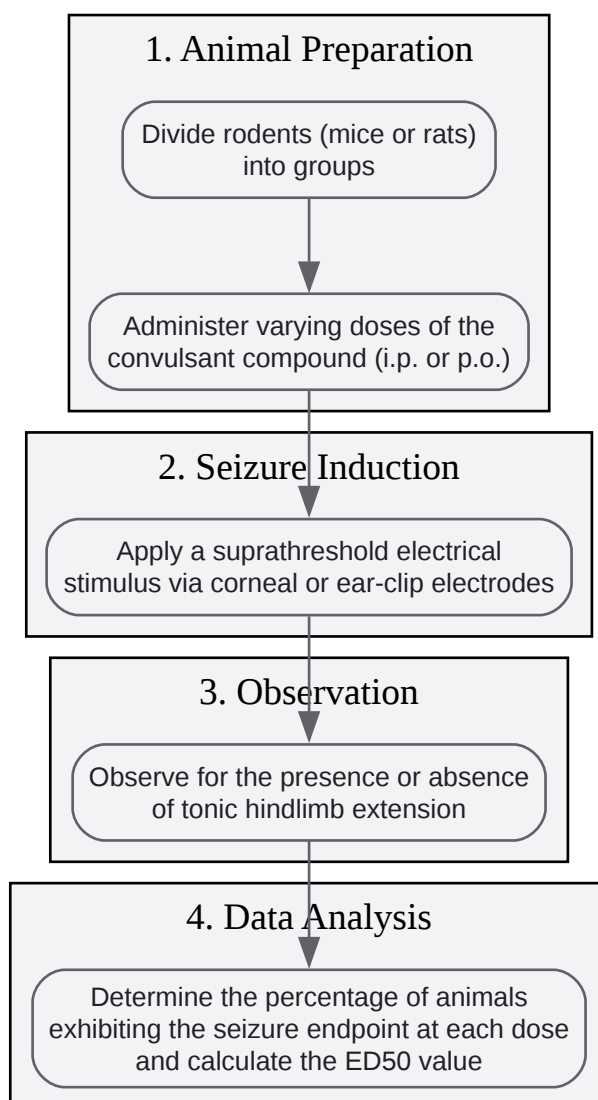 1. Animal Preparation
Divide rodents (mice or rats)
into groups
Administer varying doses of the
convulsant compound (i.p. or p.o.)
2. Seizure Induction
Apply a suprathreshold electrical
stimulus via corneal or ear-clip electrodes
3. Observation
Observe for the presence or absence
of tonic hindlimb extension
4. Data Analysis
Determine the percentage of animals
exhibiting the seizure endpoint at each dose
and calculate the ED50 value